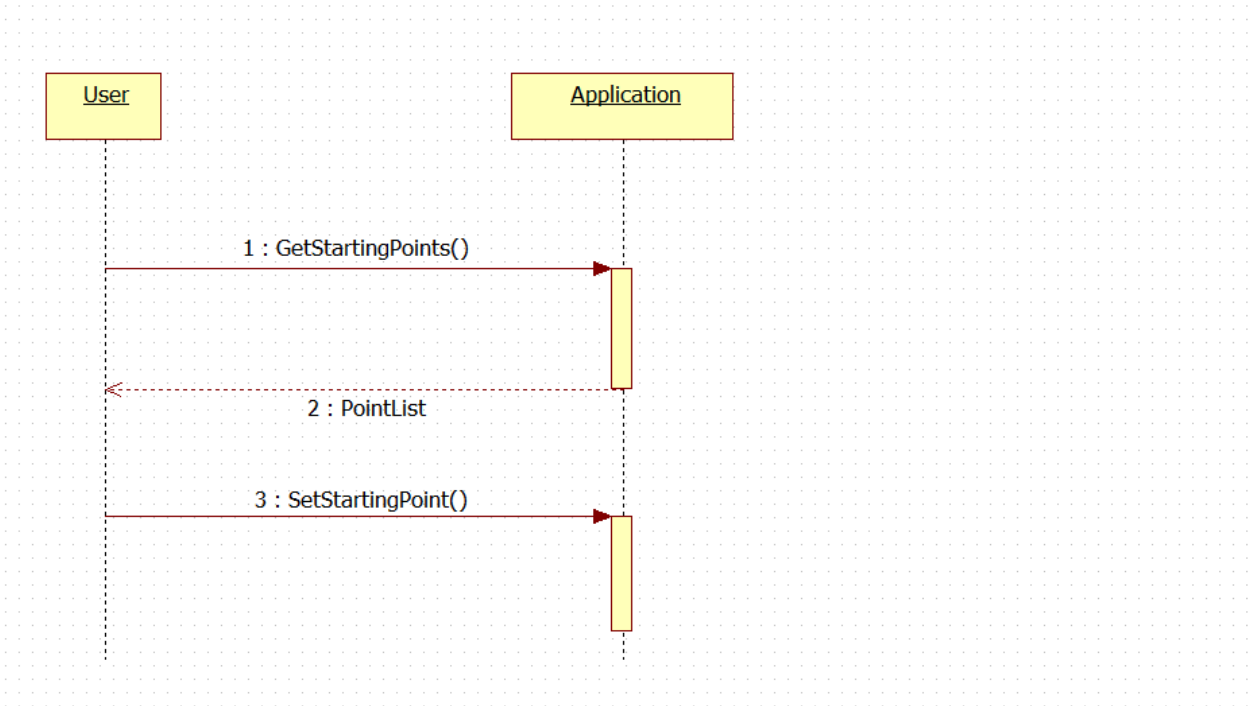 User
Application
1 : GetStartingPoints()
2 : PointList
3 : SetStartingPoint()